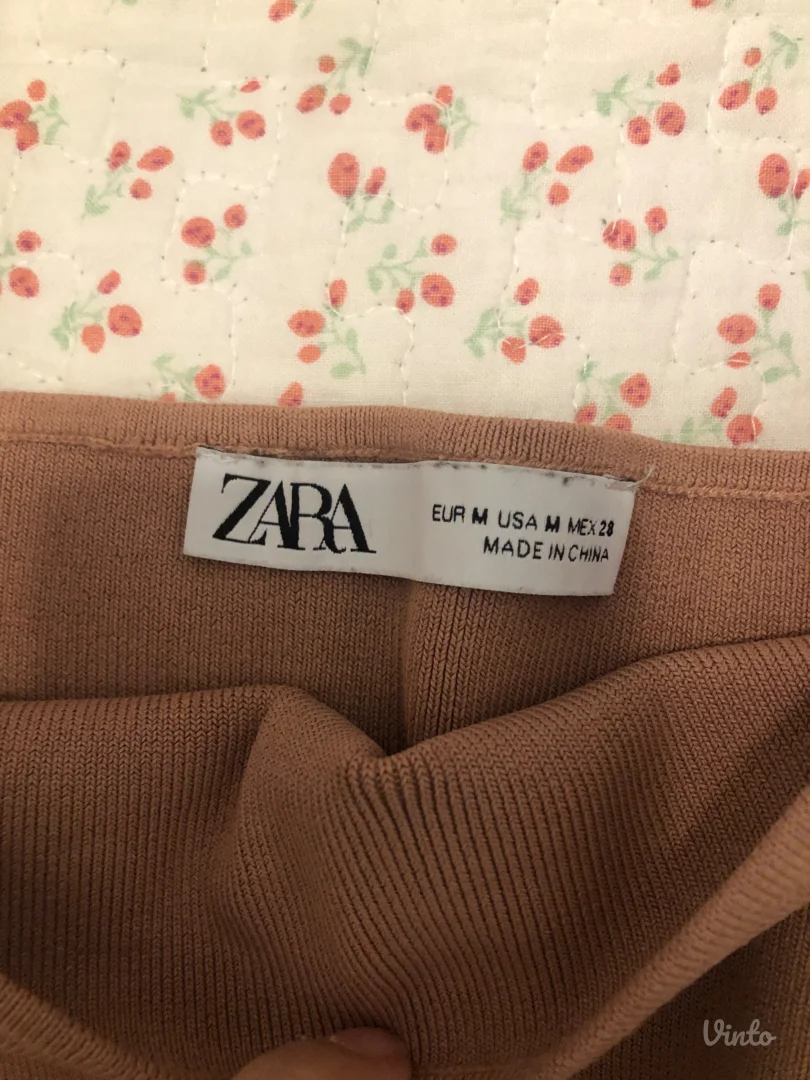 ZARA
EUR M USA M MEX 28
MADE IN CHINA
Vinto